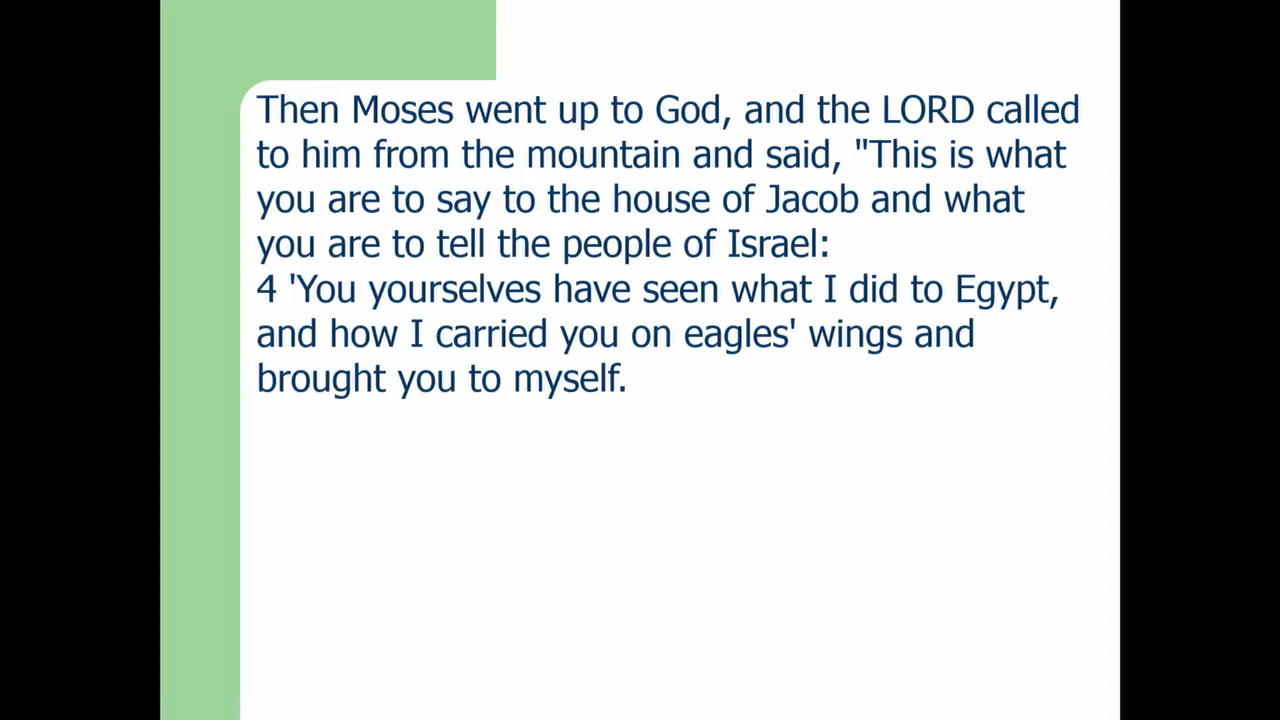 Then Moses went up to God, and the LORD called
to him from the mountain and said, "This is what
you are to say to the house of Jacob and what
you are to tell the people of Israel:
4 'You yourselves have seen what I did to Egypt,
and how I carried you on eagles' wings and
brought you to myself.